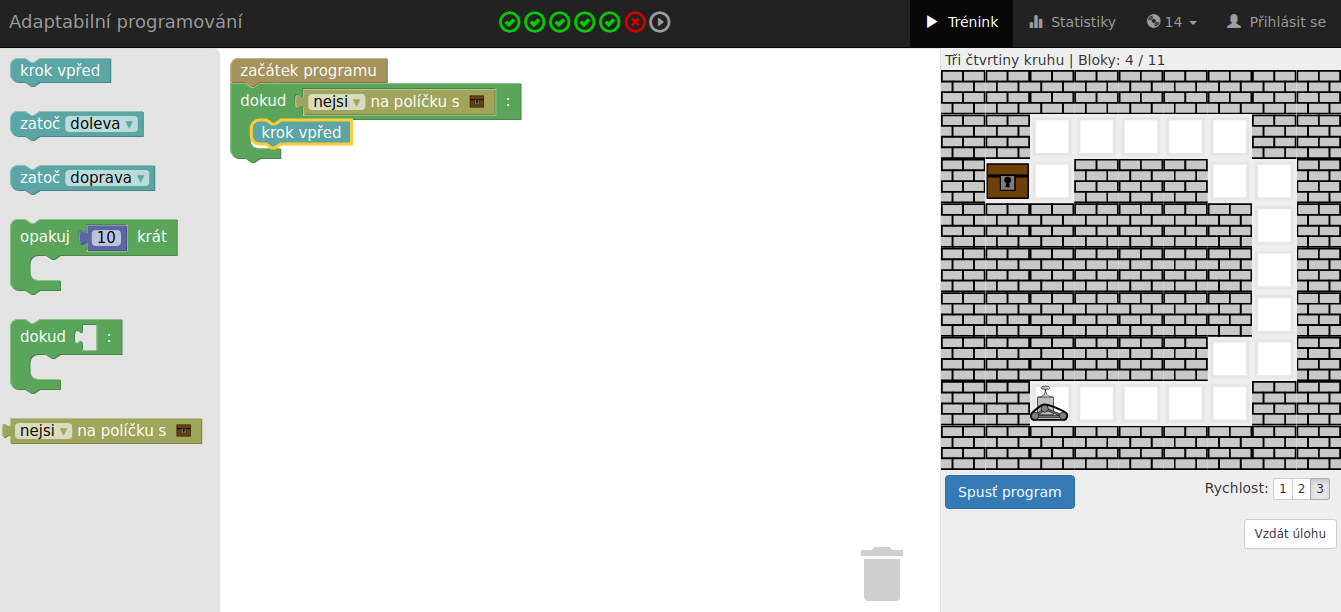 Adaptabilní programování
Trénink
Statistiky
14
Přihlásit se
krok vpřed
zatoč doleva
zatoč doprava
opakuj 10 krát
dokud :
nejsi na políčku s
začátek programu
dokud nejsi na políčku s :
krok vpřed
Tři čtvrtiny kruhu | Bloky: 4 / 11
Spusť program
Rychlost: 1 2 3
Vzdát úlohu